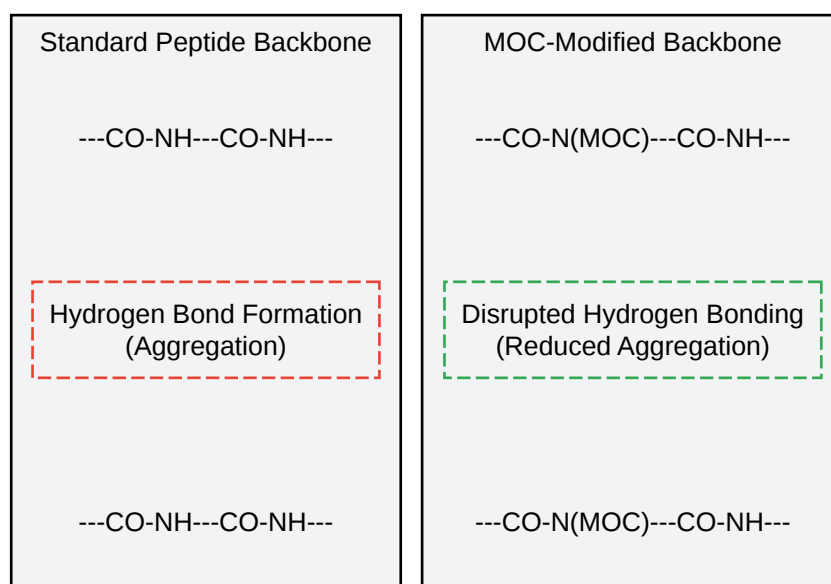 Standard Peptide Backbone
---CO-NH---CO-NH---
Hydrogen Bond Formation
(Aggregation)
---CO-NH---CO-NH---
MOC-Modified Backbone
---CO-N(MOC)---CO-NH---
Disrupted Hydrogen Bonding
(Reduced Aggregation)
---CO-N(MOC)---CO-NH---